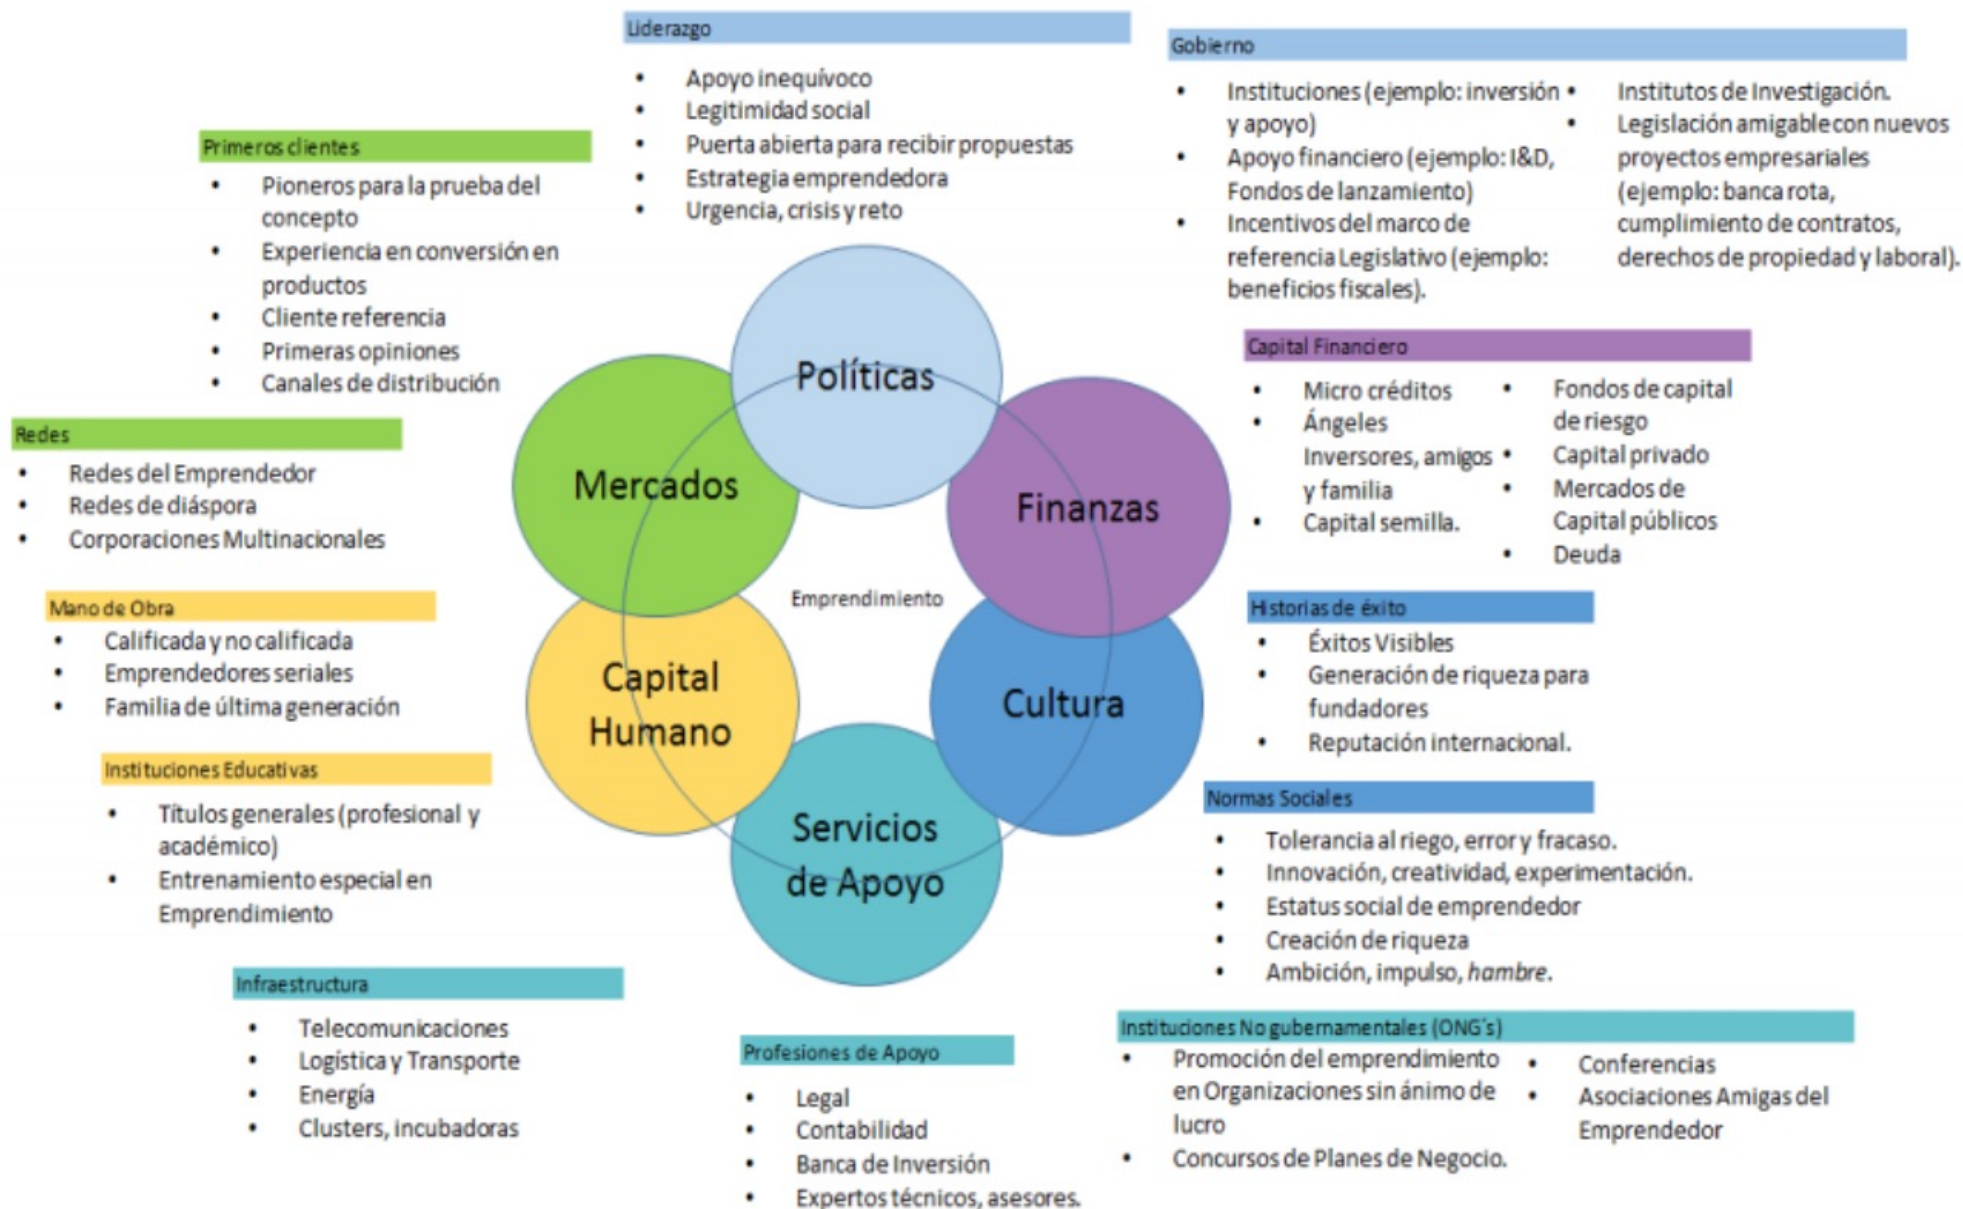 Liderazgo
• Apoyo inequívoco
• Legitimidad social
• Puerta abierta para recibir propuestas
• Estrategia emprendedora
• Urgencia, crisis y reto
Gobierno
• Instituciones (ejemplo: inversión
y apoyo)
• Apoyo financiero (ejemplo: I&D,
Fondos de lanzamiento)
• Incentivos del marco de
referencia Legislativo (ejemplo:
beneficios fiscales).
• Institutos de Investigación.
• Legislación amigable con nuevos
proyectos empresariales
(ejemplo: banca rota,
cumplimiento de contratos,
derechos de propiedad y laboral).
Primeros clientes
• Pioneros para la prueba del
concepto
• Experiencia en conversión en
productos
• Cliente referencia
• Primeras opiniones
• Canales de distribución
Capital Financiero
• Micro créditos
• Ángeles
Inversores, amigos
y familia
• Capital semilla.
• Fondos de capital
de riesgo
• Capital privado
• Mercados de
Capital públicos
• Deuda
Redes
• Redes del Emprendedor
• Redes de diáspora
• Corporaciones Multinacionales
Políticas
Mercados
Finanzas
Emprendimiento
Capital
Humano
Cultura
Servicios
de Apoyo
Mano de Obra
• Calificada y no calificada
• Emprendedores seriales
• Familia de última generación
Historias de éxito
• Éxitos Visibles
• Generación de riqueza para
fundadores
• Reputación internacional.
Instituciones Educativas
• Títulos generales (profesional y
académico)
• Entrenamiento especial en
Emprendimiento
Normas Sociales
• Tolerancia al riego, error y fracaso.
• Innovación, creatividad, experimentación.
• Estatus social de emprendedor
• Creación de riqueza
• Ambición, impulso, hambre.
Infraestructura
• Telecomunicaciones
• Logística y Transporte
• Energía
• Clusters, incubadoras
Profesiones de Apoyo
• Legal
• Contabilidad
• Banca de Inversión
• Expertos técnicos, asesores.
Instituciones No gubernamentales (ONG´s)
• Promoción del emprendimiento
en Organizaciones sin ánimo de
lucro
• Concursos de Planes de Negocio.
• Conferencias
• Asociaciones Amigas del
Emprendedor